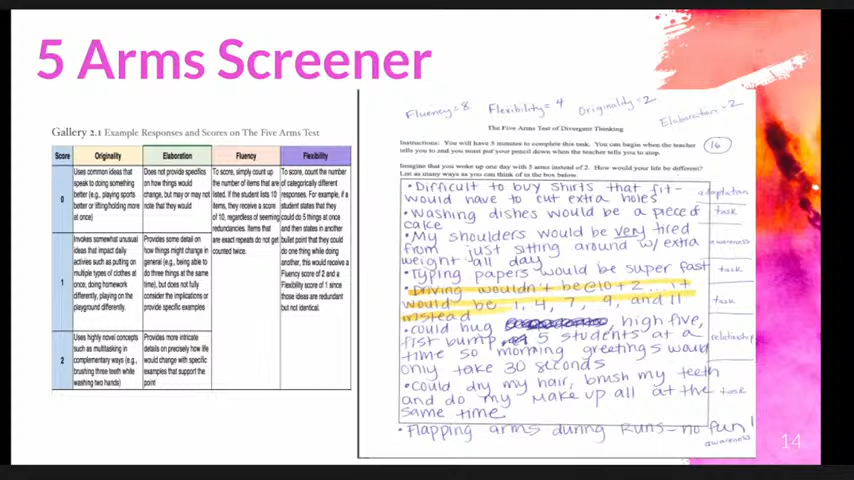 5 Arms Screener
Gallery 2.1 Example Responses and Scores on The Five Arms Test
Score
Originality
Elaboration
Fluency
Flexibility
0
Uses common ideas that
speak to doing something
better (e.g., playing sports
better or lifting/holding more
at once)
Does not provide specifics
on how things would
change, but may or may not
note that they would
To score, simply count up
the number of items that are
listed. If the student lists 10
items, they receive a score
of 10, regardless of seeming
redundancies. Items that
are exact repeats do not get
counted twice.
To score, count the number
of categorically different
responses. For example, if a
student states that they
could do 5 things at once
and then states in another
bullet point that they could
do one thing while doing
another, this would receive a
Fluency score of 2 and a
Flexibility score of 1 since
those ideas are redundant
but not identical.
1
Invokes somewhat unusual
ideas that impact daily
activies such as putting on
multiple types of clothes at
once, doing homework
differently, playing on the
playground differently.
Provides some detail on
how things might change in
general (e.g., being able to
do three things at the same
time), but does not fully
consider the implications or
provide specific examples
2
Uses highly novel concepts
such as multitasking in
complementary ways (e.g.,
brushing three teeth while
washing two hands)
Provides more intricate
details on precisely how life
would change with specific
examples that support the
point
Fluency=8
Flexibility=4
Originality=2
Elaboration=2
The Five Arms Test of Divergent Thinking
Instructions: You will have 5 minutes to complete this task. You can begin when the teacher
tells you to and you must put your pencil down when the teacher tells you to stop.
16
Imagine that you woke up one day with 5 arms instead of 2. How would your life be different?
List as many ways as you can think of in the box below.
• Difficult to buy shirts that fit-
would have to cut extra holes
adaptation
• Washing dishes would be a piece of
cake
task
• My shoulders would be very tired
from just sitting around w/ extra
weight all day
awareness
• Typing papers would be super fast
task
• Driving wouldn't be @ 10 + 2... it
would be 1, 4, 7, 9, and 11
instead
task
• could hug, high five,
fist bump 5 students at a
time so morning greetings would
only take 30 seconds
relationship
• Could dry my hair, brush my teeth
and do my make up all at the
same time
task
• Flapping arms during runs - no fun!
awareness
14